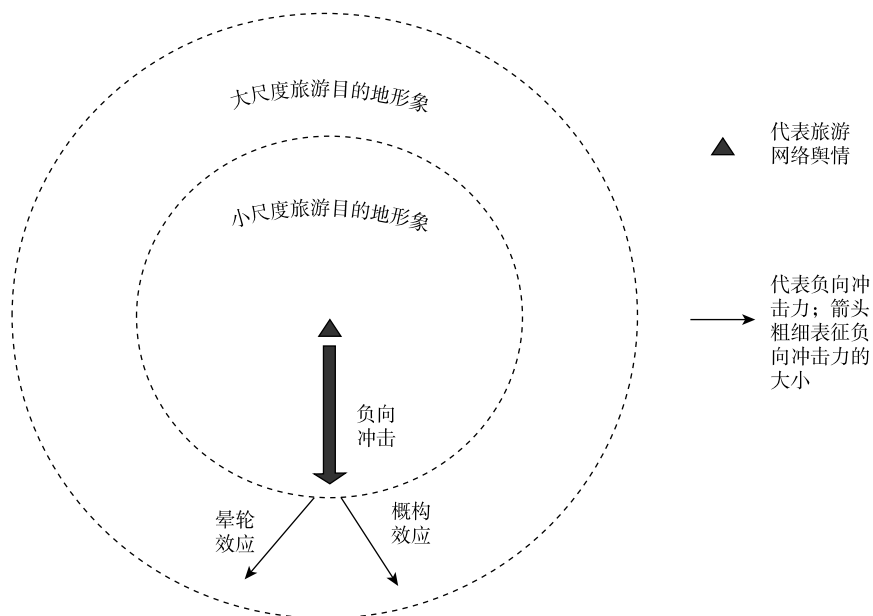 大尺度旅游目的地形象
小尺度旅游目的地形象
负向
冲击
晕轮
效应
概构
效应
代表旅游
网络舆情
代表负向冲
击力；箭头
粗细表征负
向冲击力的
大小